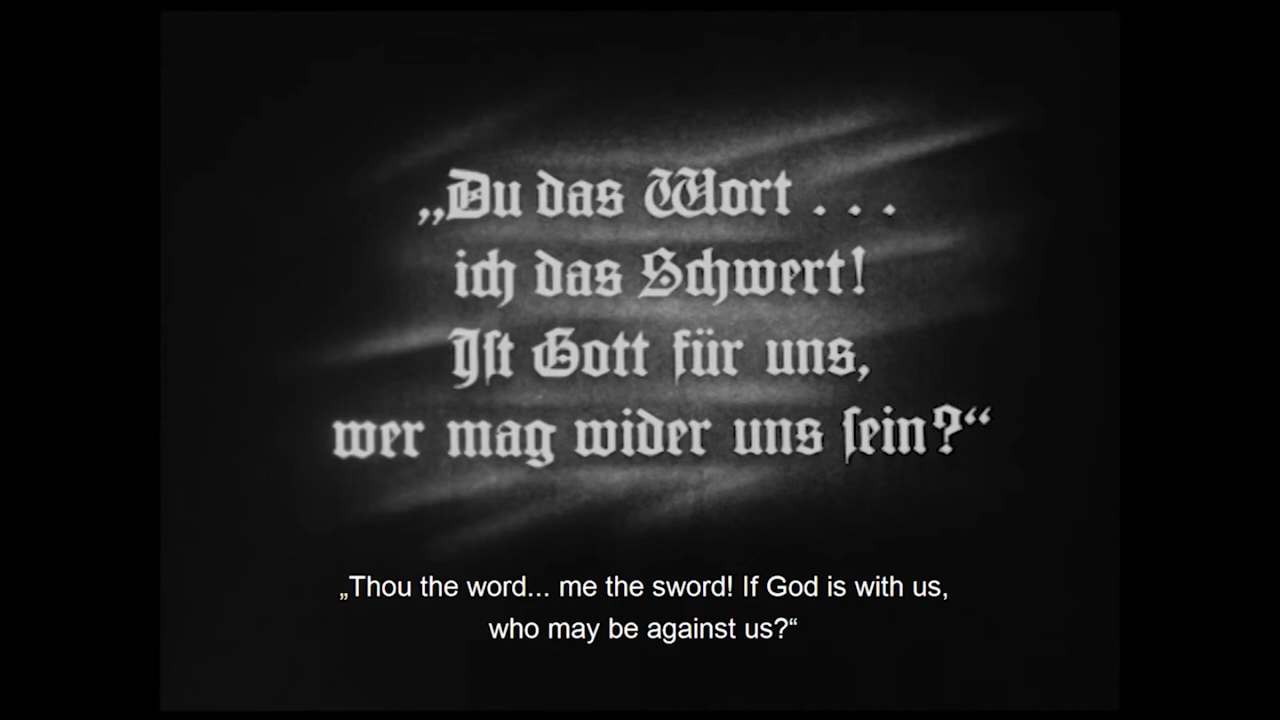 „Du das Wort . . .
ich das Schwert!
Ist Gott für uns,
wer mag wider uns sein?“
„Thou the word... me the sword! If God is with us,
who may be against us?“